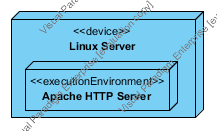 <<device>>
Linux Server
<<executionEnvironment>>
Apache HTTP Server